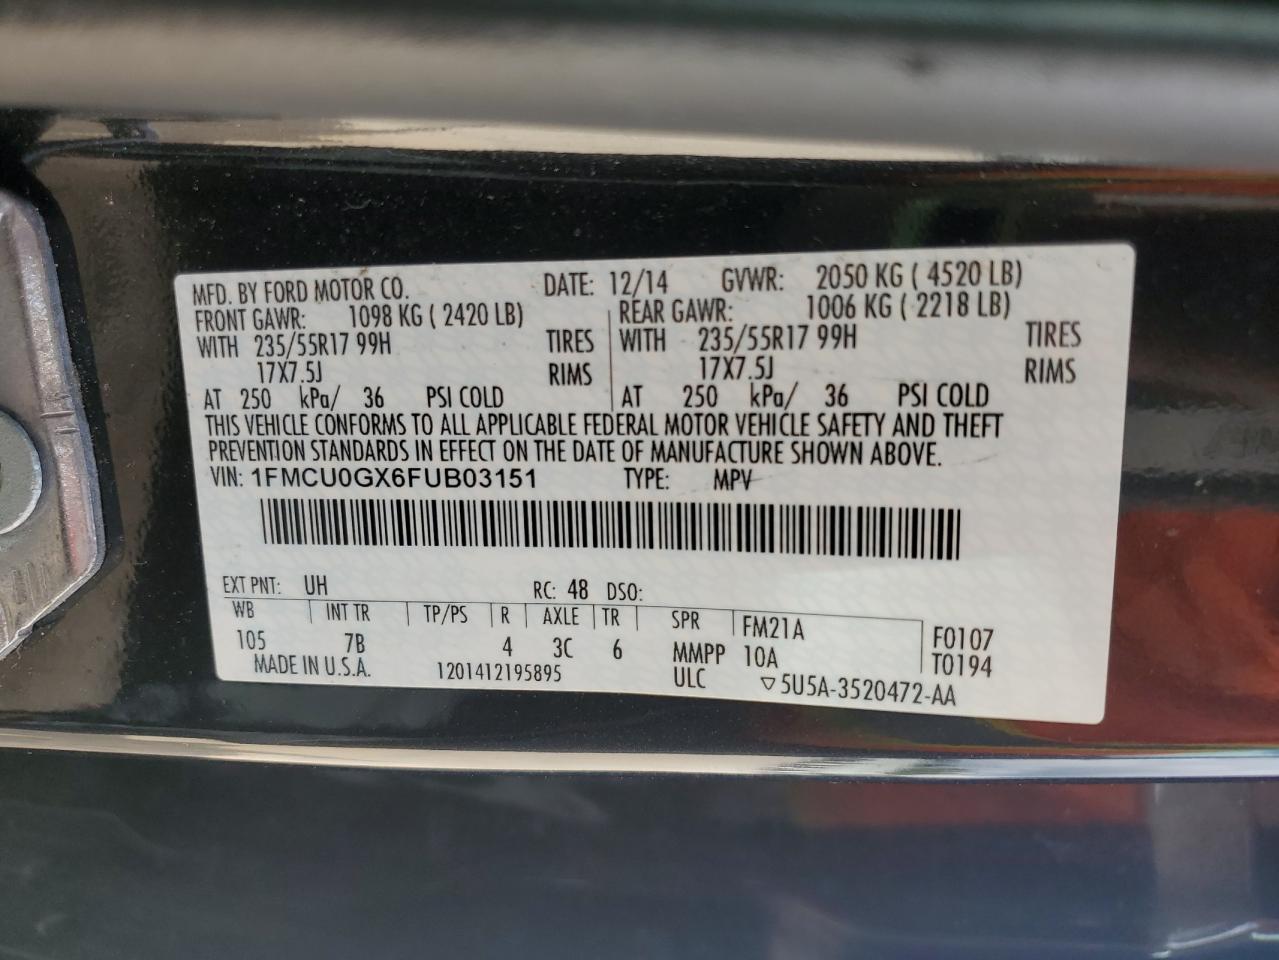 MFD. BY FORD MOTOR CO. DATE: 12/14 GVWR: 2050 KG ( 4520 LB)
FRONT GAWR: 1098 KG ( 2420 LB) REAR GAWR: 1006 KG ( 2218 LB)
WITH 235/55R17 99H TIRES WITH 235/55R17 99H TIRES
17X7.5J RIMS 17X7.5J RIMS
AT 250 kPa/ 36 PSI COLD AT 250 kPa/ 36 PSI COLD
THIS VEHICLE CONFORMS TO ALL APPLICABLE FEDERAL MOTOR VEHICLE SAFETY AND THEFT
PREVENTION STANDARDS IN EFFECT ON THE DATE OF MANUFACTURE SHOWN ABOVE.
VIN: 1FMCU0GX6FUB03151 TYPE: MPV
EXT PNT: UH RC: 48 DSO:
WB INT TR TP/PS R AXLE TR SPR FM21A F0107
105 7B 4 3C 6 MMPP 10A T0194
MADE IN U.S.A. 1201412195895 ULC ▽5U5A-3520472-AA